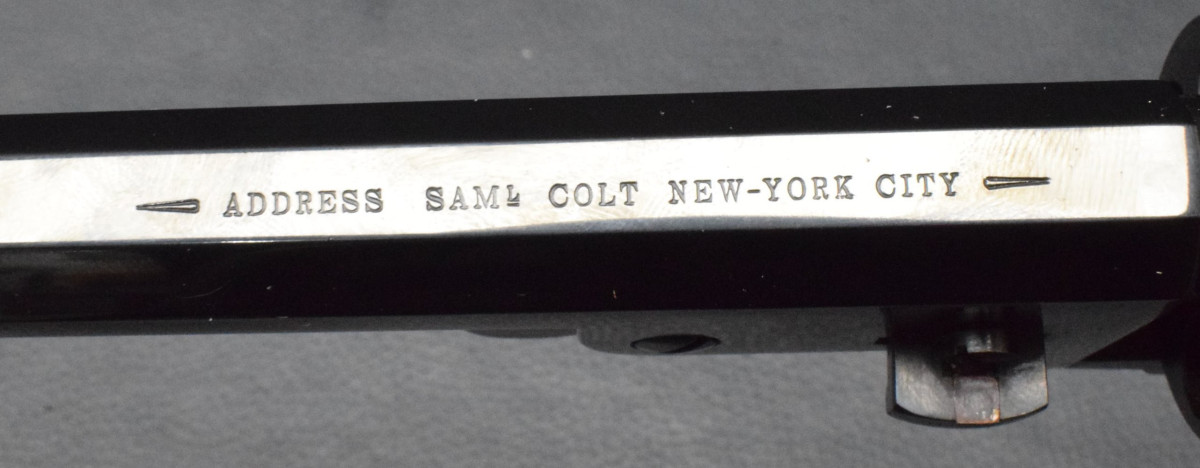 ADDRESS SAMᴸ COLT NEW-YORK CITY